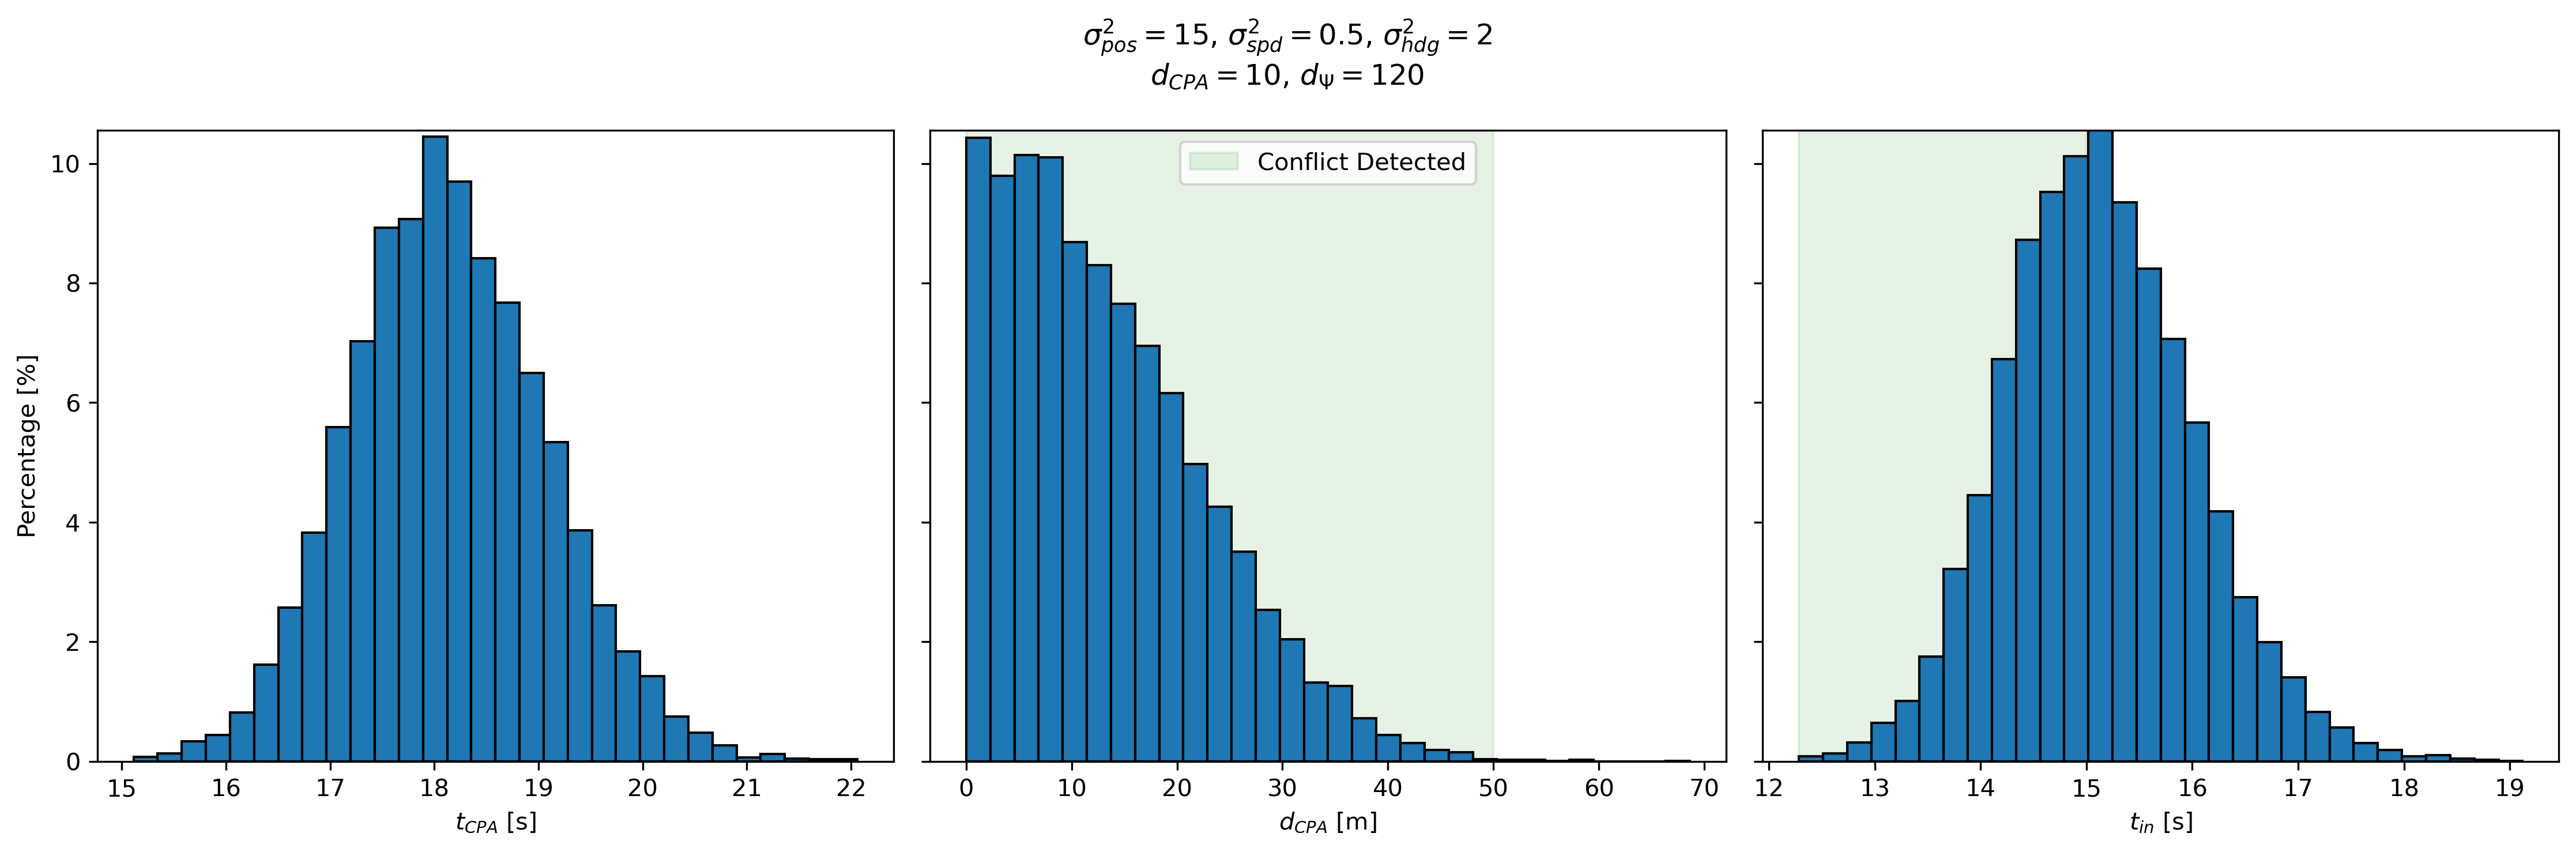 σ²pos = 15, σ²spd = 0.5, σ²hdg = 2
dCPA = 10, dΨ = 120
Percentage [%]
10
8
6
4
2
0
15 16 17 18 19 20 21 22
tCPA [s]
Conflict Detected
0 10 20 30 40 50 60 70
dCPA [m]
12 13 14 15 16 17 18 19
tin [s]